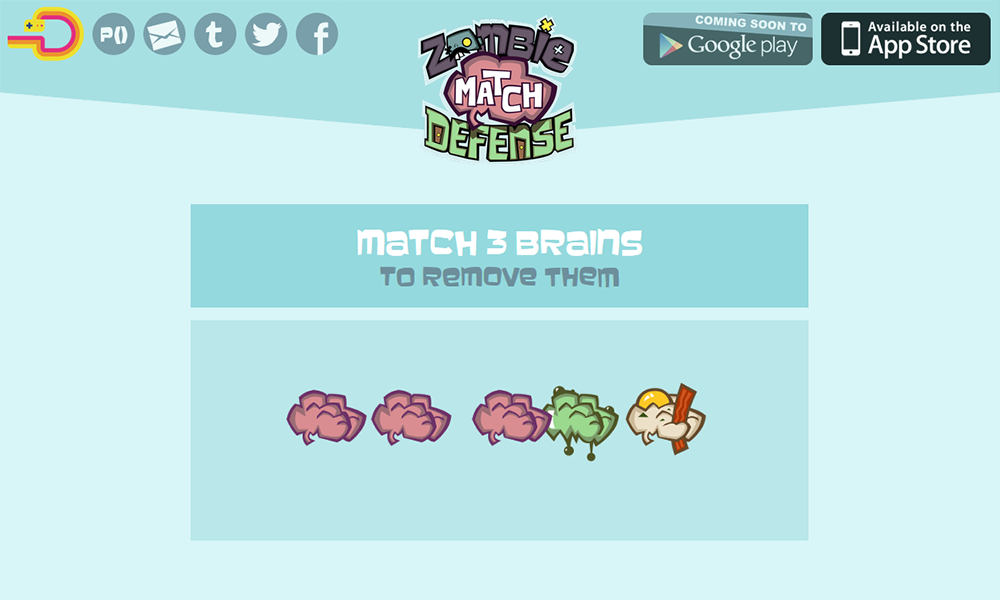 P()
t
f
ZOMBIE
MATCH
DEFENSE
COMING SOON TO
Google play
Available on the
App Store
MATCH 3 BRAINS
TO REMOVE THEM